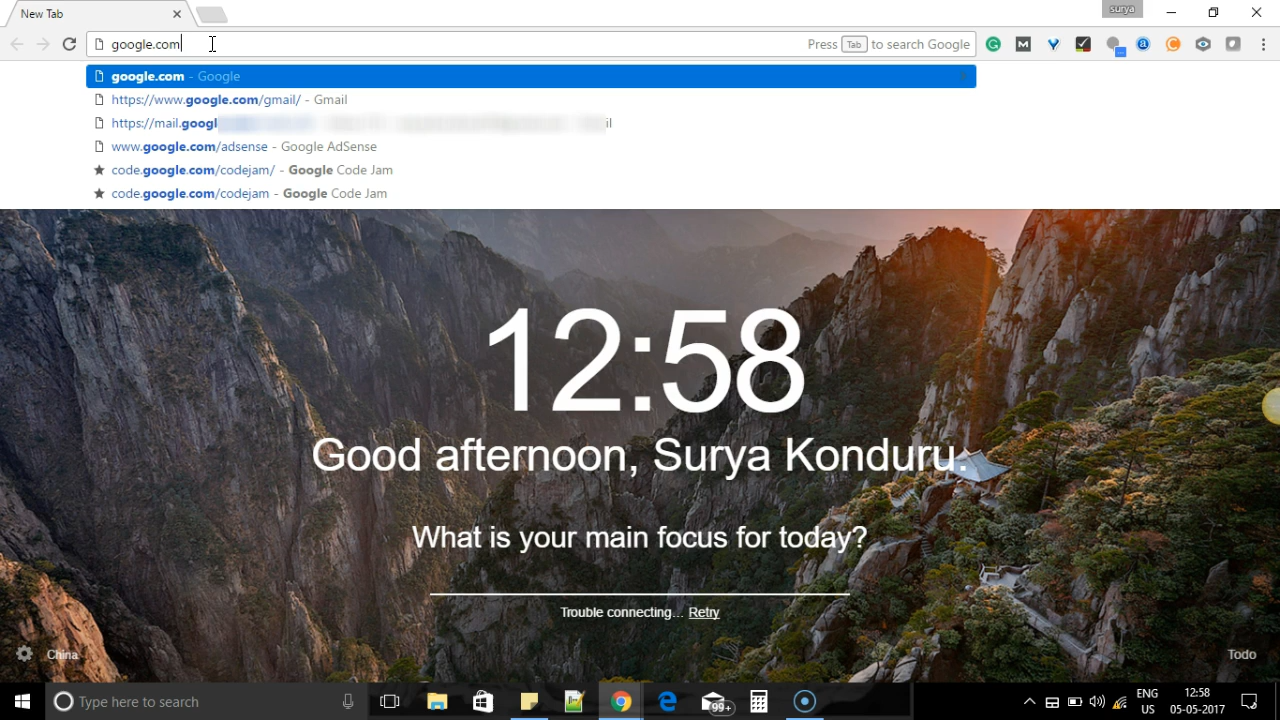 New Tab
surya
google.com
Press Tab to search Google
google.com - Google
https://www.google.com/gmail/ - Gmail
https://mail.googl
www.google.com/adsense - Google AdSense
code.google.com/codejam/ - Google Code Jam
code.google.com/codejam - Google Code Jam
12:58
Good afternoon, Surya Konduru.
What is your main focus for today?
Trouble connecting... Retry
China
Todo
Type here to search
99+
ENG
US
12:58
05-05-2017